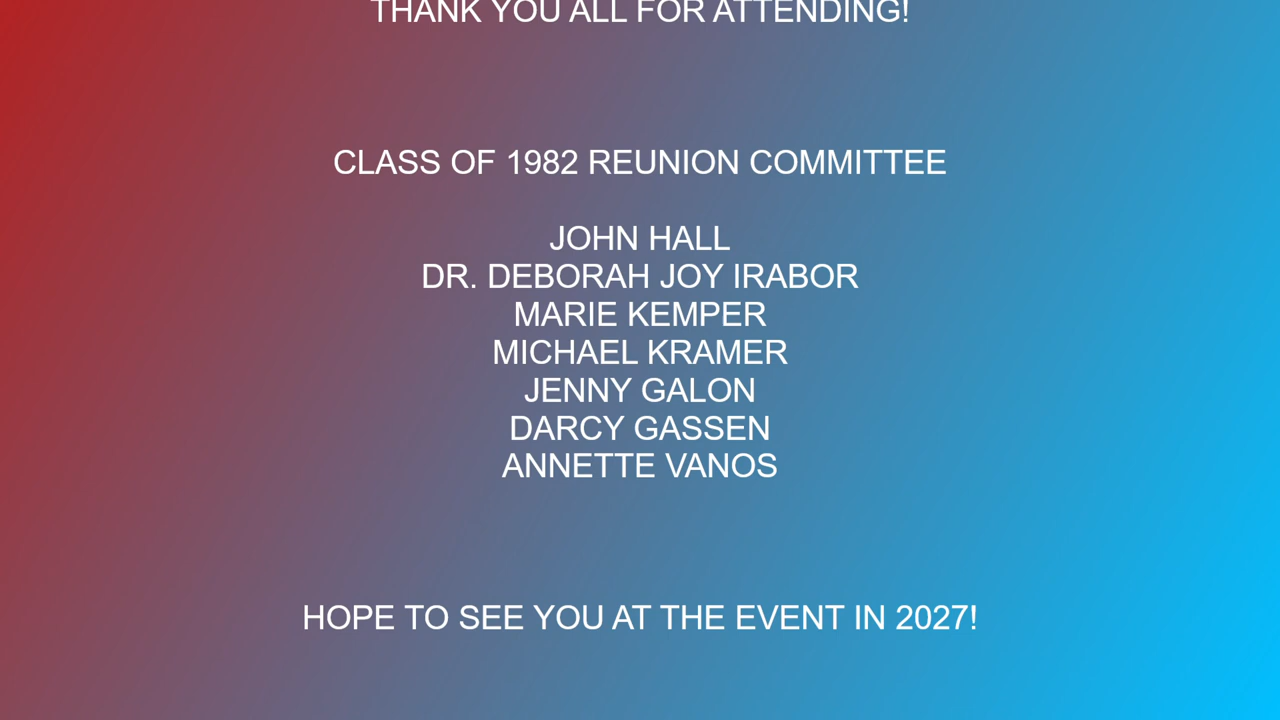 THANK YOU ALL FOR ATTENDING!
CLASS OF 1982 REUNION COMMITTEE
JOHN HALL
DR. DEBORAH JOY IRABOR
MARIE KEMPER
MICHAEL KRAMER
JENNY GALON
DARCY GASSEN
ANNETTE VANOS
HOPE TO SEE YOU AT THE EVENT IN 2027!